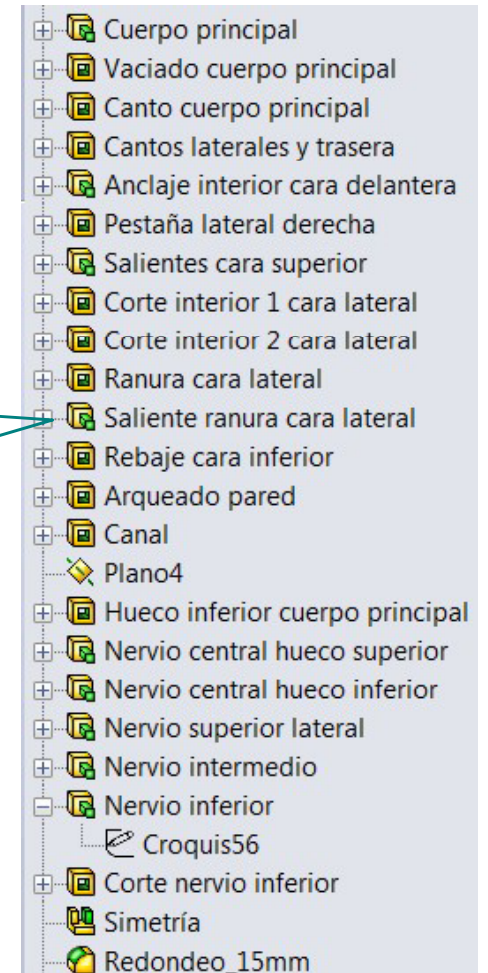 Cuerpo principal
Vaciado cuerpo principal
Canto cuerpo principal
Cantos laterales y trasera
Anclaje interior cara delantera
Pestaña lateral derecha
Salientes cara superior
Corte interior 1 cara lateral
Corte interior 2 cara lateral
Ranura cara lateral
Saliente ranura cara lateral
Rebaje cara inferior
Arqueado pared
Canal
Plano4
Hueco inferior cuerpo principal
Nervio central hueco superior
Nervio central hueco inferior
Nervio superior lateral
Nervio intermedio
Nervio inferior
Croquis56
Corte nervio inferior
Simetría
Redondeo_15mm